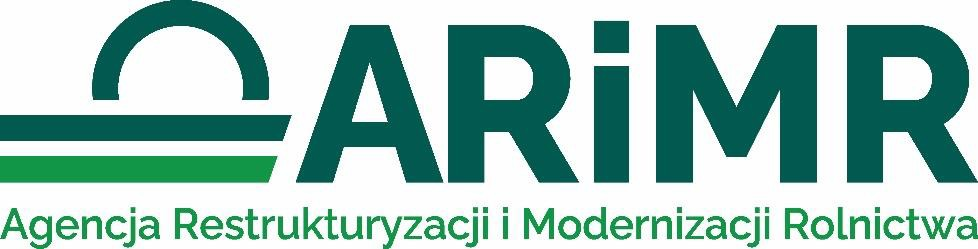 ARiMR
Agencja Restrukturyzacji i Modernizacji Rolnictwa